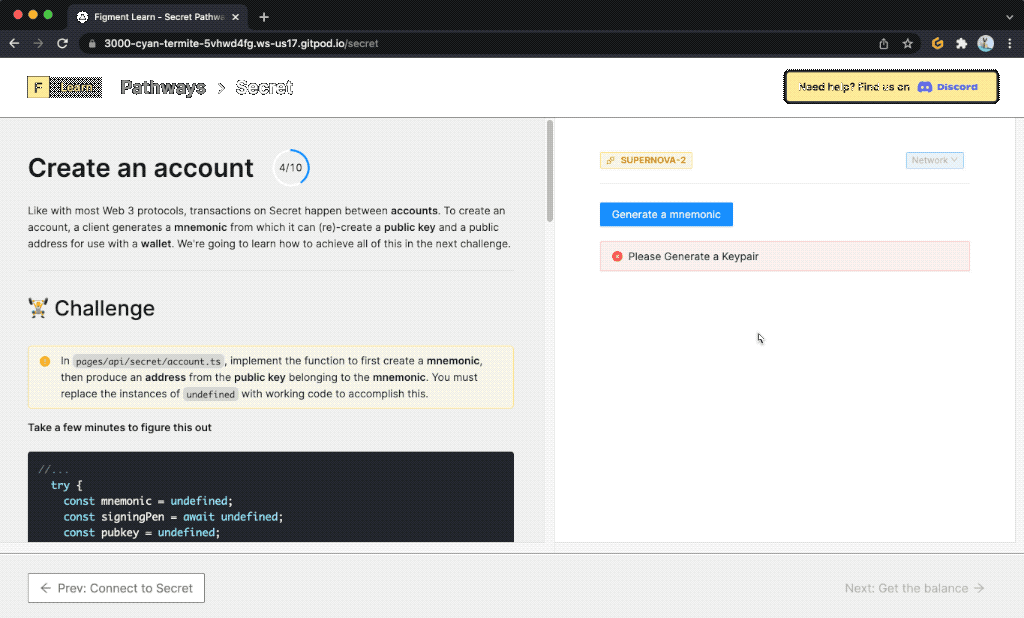 Figment Learn - Secret Pathwa
3000-cyan-termite-5vhwd4fg.ws-us17.gitpod.io/secret
F Learn
Pathways > Secret
Need help? Find us on Discord
Create an account
4/10
Like with most Web 3 protocols, transactions on Secret happen between accounts. To create an
account, a client generates a mnemonic from which it can (re)-create a public key and a public
address for use with a wallet. We're going to learn how to achieve all of this in the next challenge.
Challenge
In pages/api/secret/account.ts, implement the function to first create a mnemonic,
then produce an address from the public key belonging to the mnemonic. You must
replace the instances of undefined with working code to accomplish this.
Take a few minutes to figure this out
//...
try {
const mnemonic = undefined;
const signingPen = await undefined;
const pubkey = undefined;
SUPERNOVA-2
Network
Generate a mnemonic
Please Generate a Keypair
← Prev: Connect to Secret
Next: Get the balance →